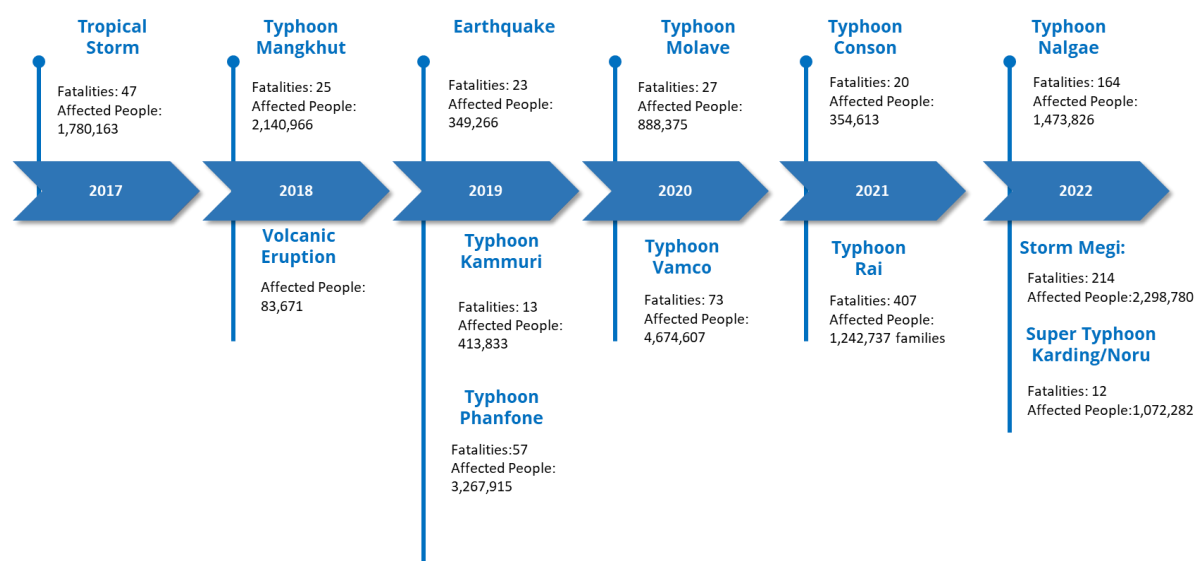 Tropical
Storm
Fatalities: 47
Affected People:
1,780,163
2017
Typhoon
Mangkhut
Fatalities: 25
Affected People:
2,140,966
2018
Volcanic
Eruption
Affected People:
83,671
Earthquake
Fatalities: 23
Affected People:
349,266
2019
Typhoon
Kammuri
Fatalities: 13
Affected People:
413,833
Typhoon
Phanfone
Fatalities:57
Affected People:
3,267,915
Typhoon
Molave
Fatalities: 27
Affected People:
888,375
2020
Typhoon
Vamco
Fatalities: 73
Affected People:
4,674,607
Typhoon
Conson
Fatalities: 20
Affected People:
354,613
2021
Typhoon
Rai
Fatalities: 407
Affected People:
1,242,737 families
Typhoon
Nalgae
Fatalities: 164
Affected People:
1,473,826
2022
Storm Megi:
Fatalities: 214
Affected People:2,298,780
Super Typhoon
Karding/Noru
Fatalities: 12
Affected People:1,072,282